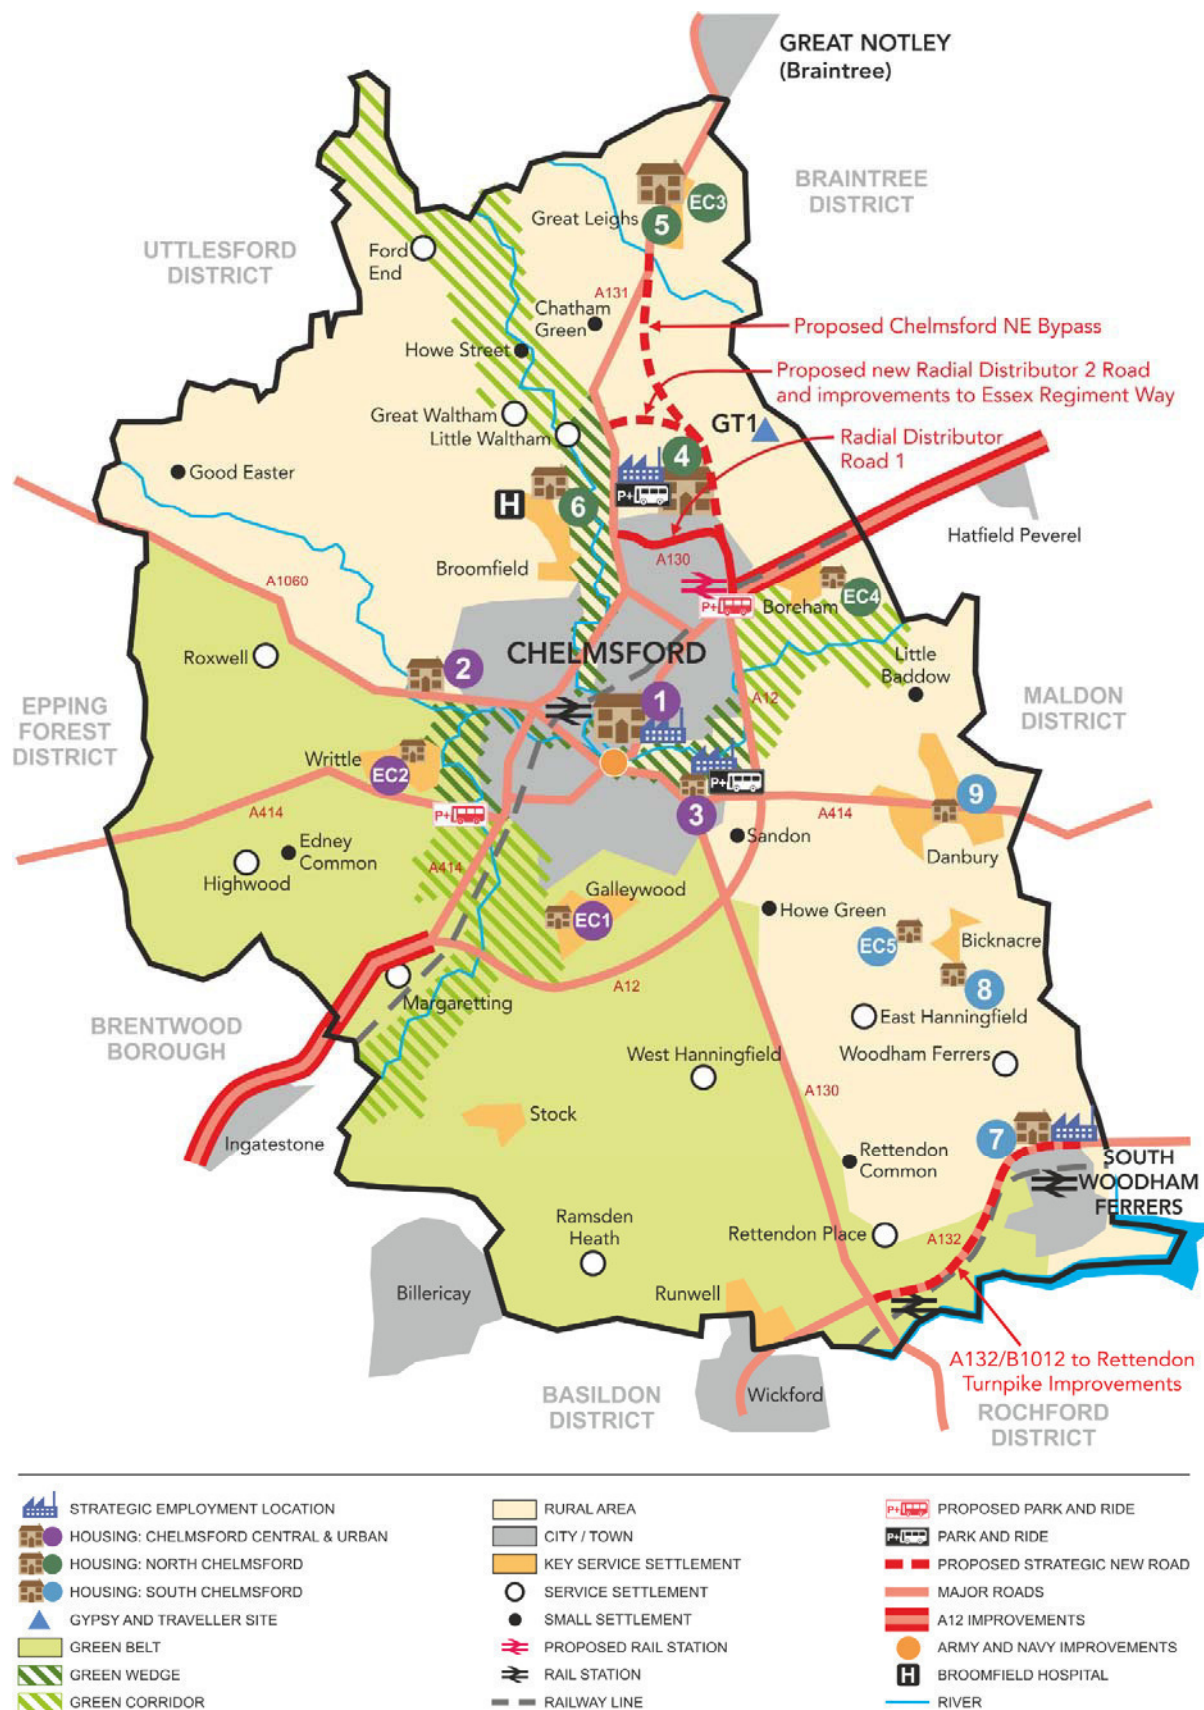 GREAT NOTLEY
(Braintree)
BRAINTREE
DISTRICT
EC3
Great Leighs
5
UTTLESFORD
DISTRICT
Ford
End
A131
Chatham
Green
Proposed Chelmsford NE Bypass
Howe Street
Proposed new Radial Distributor 2 Road
and improvements to Essex Regiment Way
Great Waltham
Little Waltham
GT1
Radial Distributor
Road 1
4
Good Easter
P+
H
6
Hatfield Peverel
Broomfield
A130
A1060
P+
Boreham
EC4
CHELMSFORD
Roxwell
2
Little
Baddow
1
A12
EPPING
FOREST
DISTRICT
MALDON
DISTRICT
Writtle
EC2
P+
9
P+
3
A414
A414
Sandon
Danbury
Edney
Common
Highwood
A414
Galleywood
EC1
Howe Green
EC5
Bicknacre
8
A12
Margaretting
East Hanningfield
BRENTWOOD
BOROUGH
West Hanningfield
Woodham Ferrers
A130
Stock
Ingatestone
7
Rettendon
Common
SOUTH
WOODHAM
FERRERS
Ramsden
Heath
Rettendon Place
A132
Billericay
Runwell
A132/B1012 to Rettendon
Turnpike Improvements
BASILDON
DISTRICT
Wickford
ROCHFORD
DISTRICT
STRATEGIC EMPLOYMENT LOCATION
HOUSING: CHELMSFORD CENTRAL & URBAN
HOUSING: NORTH CHELMSFORD
HOUSING: SOUTH CHELMSFORD
GYPSY AND TRAVELLER SITE
GREEN BELT
GREEN WEDGE
GREEN CORRIDOR
RURAL AREA
CITY / TOWN
KEY SERVICE SETTLEMENT
SERVICE SETTLEMENT
SMALL SETTLEMENT
PROPOSED RAIL STATION
RAIL STATION
RAILWAY LINE
P+ PROPOSED PARK AND RIDE
P+ PARK AND RIDE
PROPOSED STRATEGIC NEW ROAD
MAJOR ROADS
A12 IMPROVEMENTS
ARMY AND NAVY IMPROVEMENTS
H BROOMFIELD HOSPITAL
RIVER